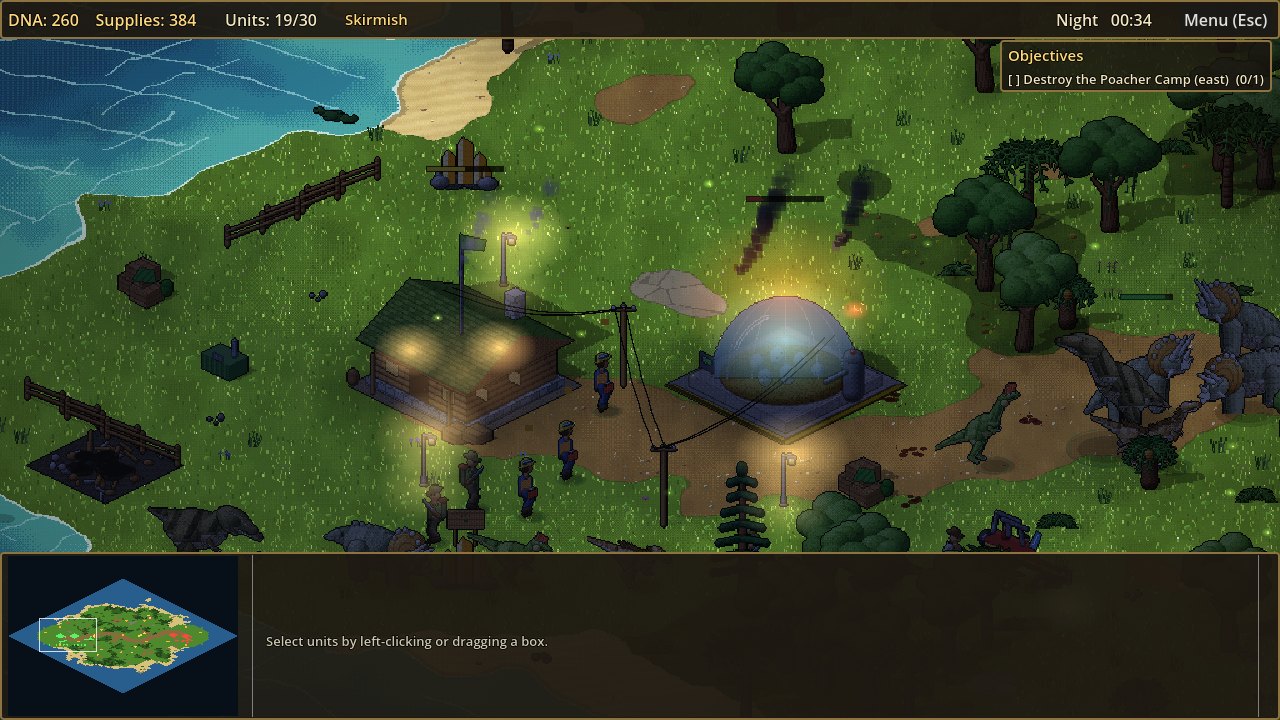 DNA: 260 Supplies: 384 Units: 19/30 Skirmish Night 00:34 Menu (Esc)
Objectives
[ ] Destroy the Poacher Camp (east) (0/1)
Select units by left-clicking or dragging a box.